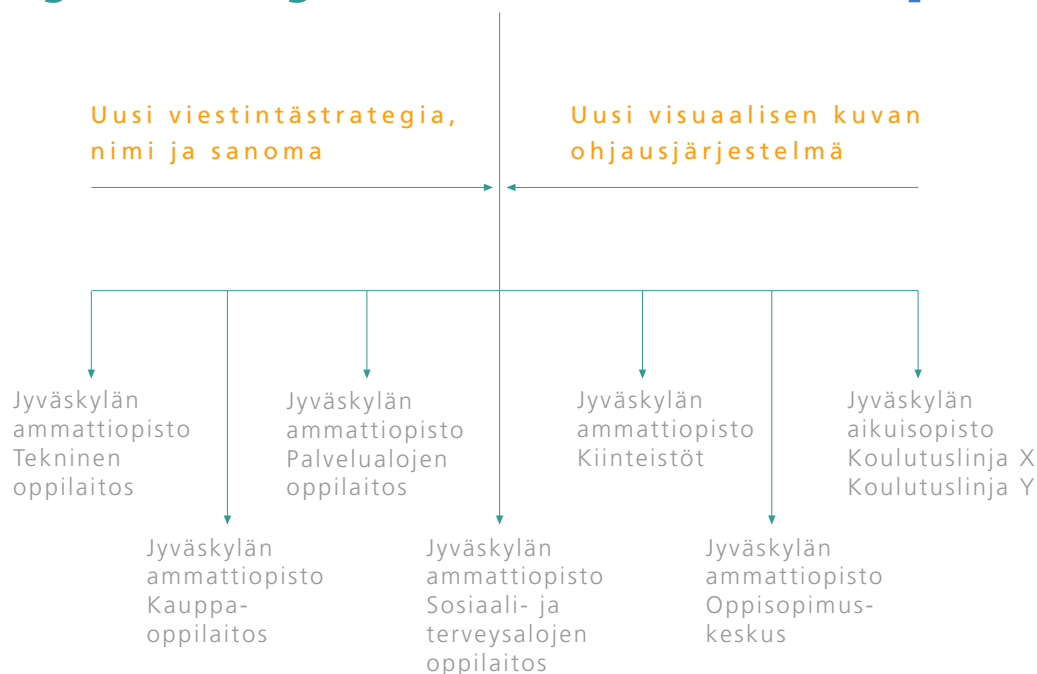 Uusi viestintästrategia,
nimi ja sanoma
Uusi visuaalisen kuvan
ohjausjärjestelmä
Jyväskylän
ammattiopisto
Tekninen
oppilaitos
Jyväskylän
ammattiopisto
Palvelualojen
oppilaitos
Jyväskylän
ammattiopisto
Kiinteistöt
Jyväskylän
aikuisopisto
Koulutuslinja X
Koulutuslinja Y
Jyväskylän
ammattiopisto
Kauppa-
oppilaitos
Jyväskylän
ammattiopisto
Sosiaali- ja
terveysalojen
oppilaitos
Jyväskylän
ammattiopisto
Oppisopimus-
keskus